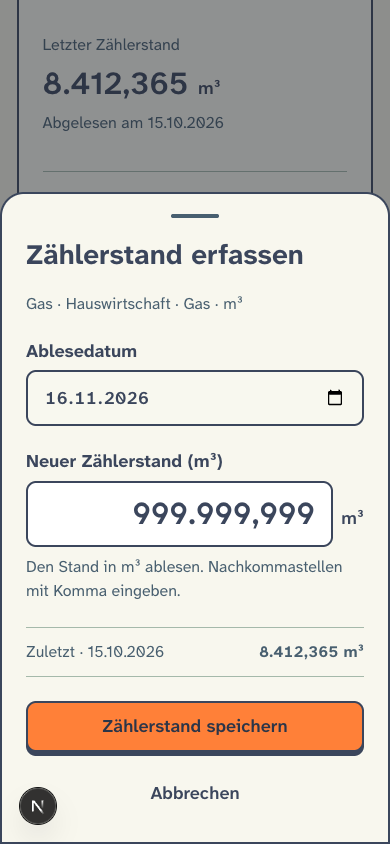 Letzter Zählerstand
8.412,365 m³
Abgelesen am 15.10.2026
Zählerstand erfassen
Gas · Hauswirtschaft · Gas · m³
Ablesedatum
16.11.2026
Neuer Zählerstand (m³)
999.999,999 m³
Den Stand in m³ ablesen. Nachkommastellen
mit Komma eingeben.
Zuletzt · 15.10.2026 8.412,365 m³
Zählerstand speichern
Abbrechen
N